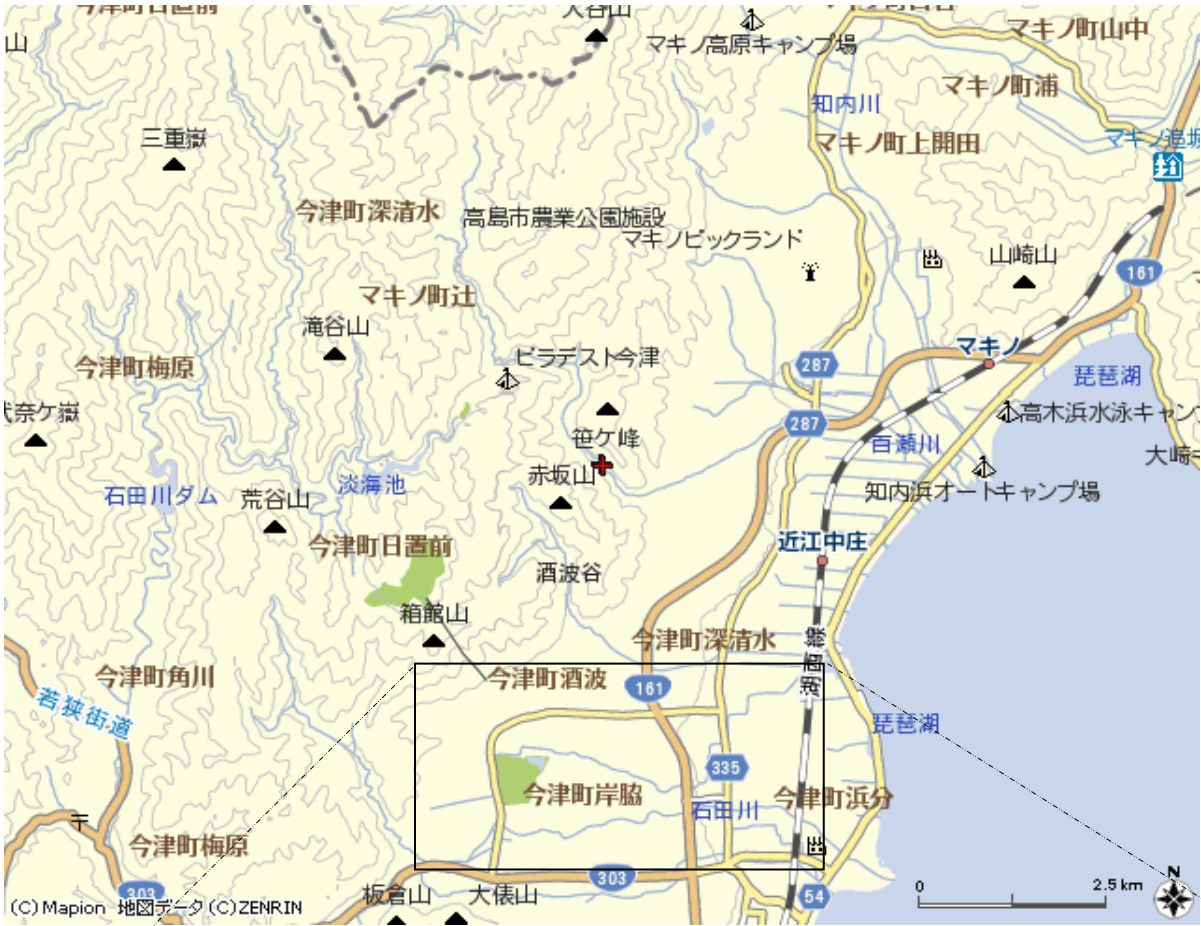 今津町日置前
大谷山
マキノ高原キャンプ場
マキノ町山中
山
マキノ町浦
知内川
マキノ町上開田
三重嶽
今津町深清水
高島市農業公園施設
マキノピックランド
山崎山
161
マキノ町辻
滝谷山
ビラデスト今津
今津町梅原
287
マキノ
琵琶湖
高木浜水泳キャン
287
笹ケ峰
百瀬川
大崎
赤坂山
石田川ダム
淡海池
荒谷山
知内浜オートキャンプ場
近江中庄
今津町日置前
酒波谷
箱館山
今津町深清水
湖西線
今津町角川
今津町酒波
161
若狭街道
琵琶湖
335
今津町岸脇
石田川
今津町浜分
今津町梅原
303
303
板倉山
大俵山
54
0
2.5km
N
(C)Mapion 地図データ(C)ZENRIN